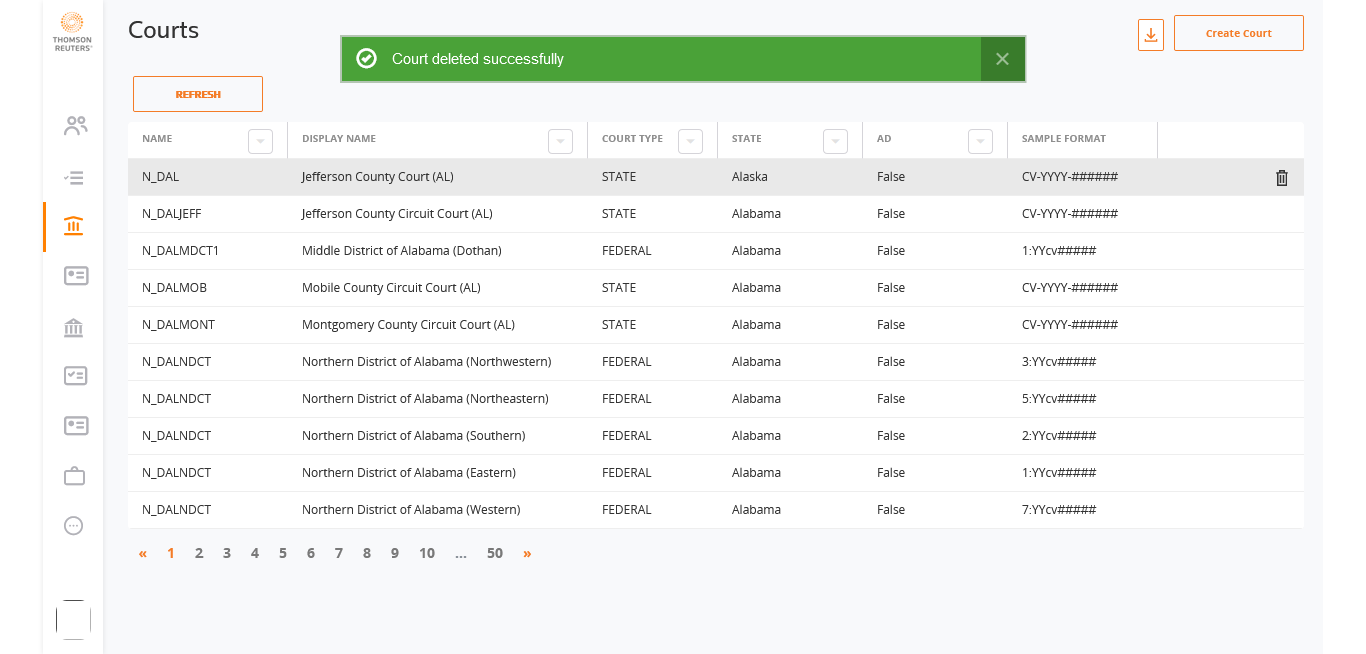 THOMSON
REUTERS®
Courts
Court deleted successfully
Create Court
REFRESH
NAME DISPLAY NAME COURT TYPE STATE AD SAMPLE FORMAT
N_DAL Jefferson County Court (AL) STATE Alaska False CV-YYYY-######
N_DALJEFF Jefferson County Circuit Court (AL) STATE Alabama False CV-YYYY-######
N_DALMDCT1 Middle District of Alabama (Dothan) FEDERAL Alabama False 1:YYcv#####
N_DALMOB Mobile County Circuit Court (AL) STATE Alabama False CV-YYYY-######
N_DALMONT Montgomery County Circuit Court (AL) STATE Alabama False CV-YYYY-######
N_DALNDCT Northern District of Alabama (Northwestern) FEDERAL Alabama False 3:YYcv#####
N_DALNDCT Northern District of Alabama (Northeastern) FEDERAL Alabama False 5:YYcv#####
N_DALNDCT Northern District of Alabama (Southern) FEDERAL Alabama False 2:YYcv#####
N_DALNDCT Northern District of Alabama (Eastern) FEDERAL Alabama False 1:YYcv#####
N_DALNDCT Northern District of Alabama (Western) FEDERAL Alabama False 7:YYcv#####
« 1 2 3 4 5 6 7 8 9 10 ... 50 »